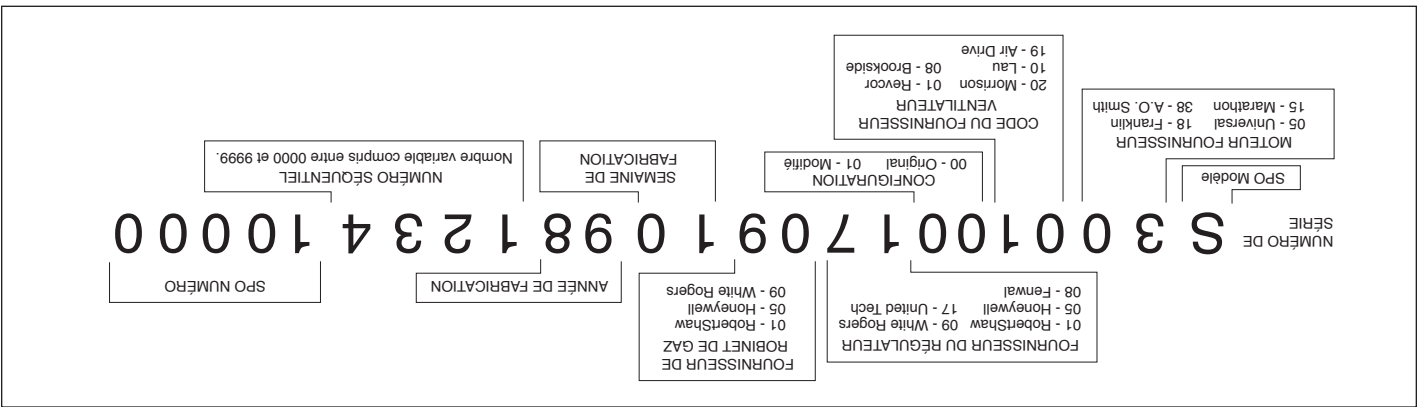 FOURNISSEUR DU RÉGULATEUR
01 - RobertShaw 09 - White Rogers
05 - Honeywell 17 - United Tech
08 - Fenwal
FOURNISSEUR DE
ROBINET DE GAZ
01 - RobertShaw
05 - Honeywell
09 - White Rogers
ANNÉE DE FABRICATION
SPO NUMÉRO
NUMÉRO DE
SÉRIE
S 3 0 0 1 0 0 1 7 0 9 1 0 9 8 1 2 3 4 1 0 0 0 0
SPO Modèle
MOTEUR FOURNISSEUR
05 - Universal 18 - Franklin
15 - Marathon 38 - A.O. Smith
CONFIGURATION
00 - Original 01 - Modifié
CODE DU FOURNISSEUR
VENTILATEUR
20 - Morrison 01 - Revcor
10 - Lau 08 - Brookside
19 - Air Drive
SEMAINE DE
FABRICATION
NUMÉRO SÉQUENTIEL
Nombre variable compris entre 0000 et 9999.